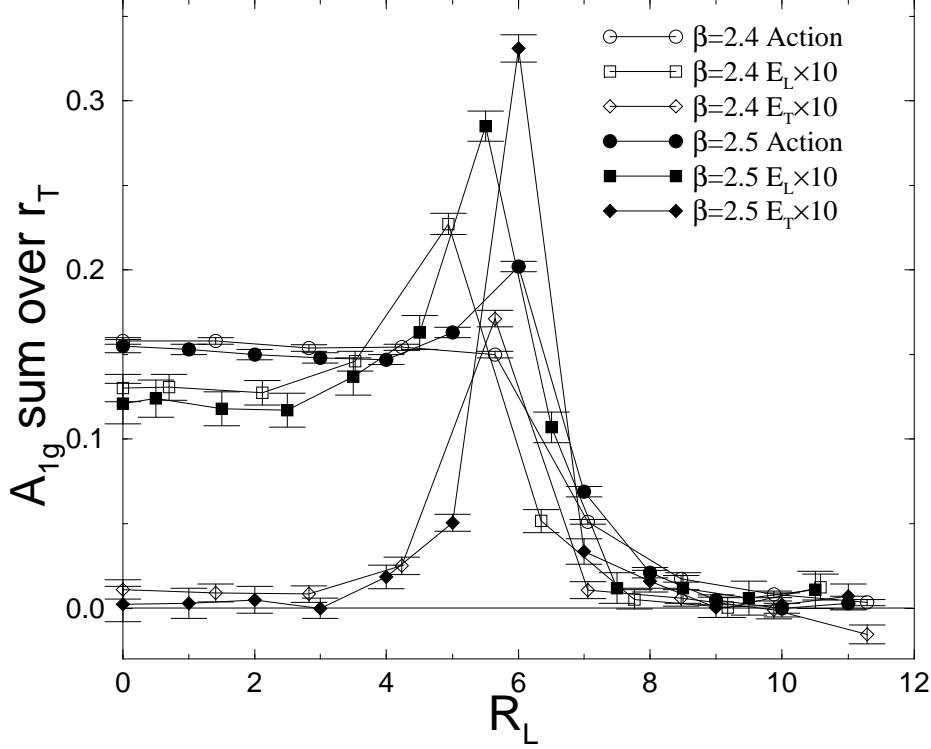 β=2.4 Action
β=2.4 E_L×10
β=2.4 E_T×10
β=2.5 Action
β=2.5 E_L×10
β=2.5 E_T×10
A_1g sum over r_T
0.3
0.2
0.1
0.0
0 2 4 6 8 10 12
R_L